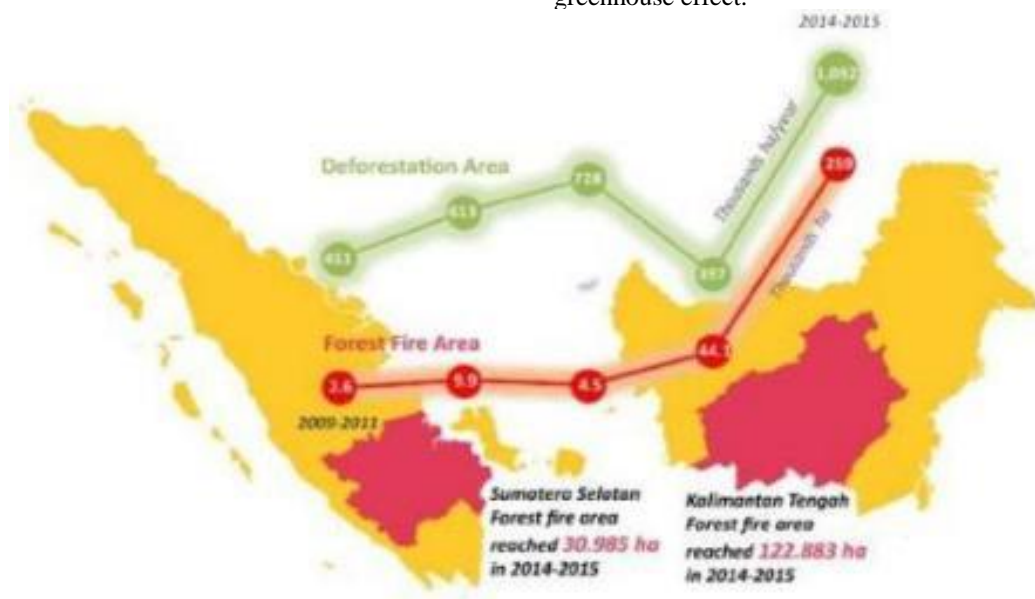 greenhouse effect.
2014-2015
1,092
Thousands ha/year
Deforestation Area
728
613
453
397
259
Thousands ha
Forest Fire Area
2.6
9.9
4.5
44.1
2009-2011
Sumatera Selatan
Forest fire area
reached 30.985 ha
in 2014-2015
Kalimantan Tengah
Forest fire area
reached 122.883 ha
in 2014-2015